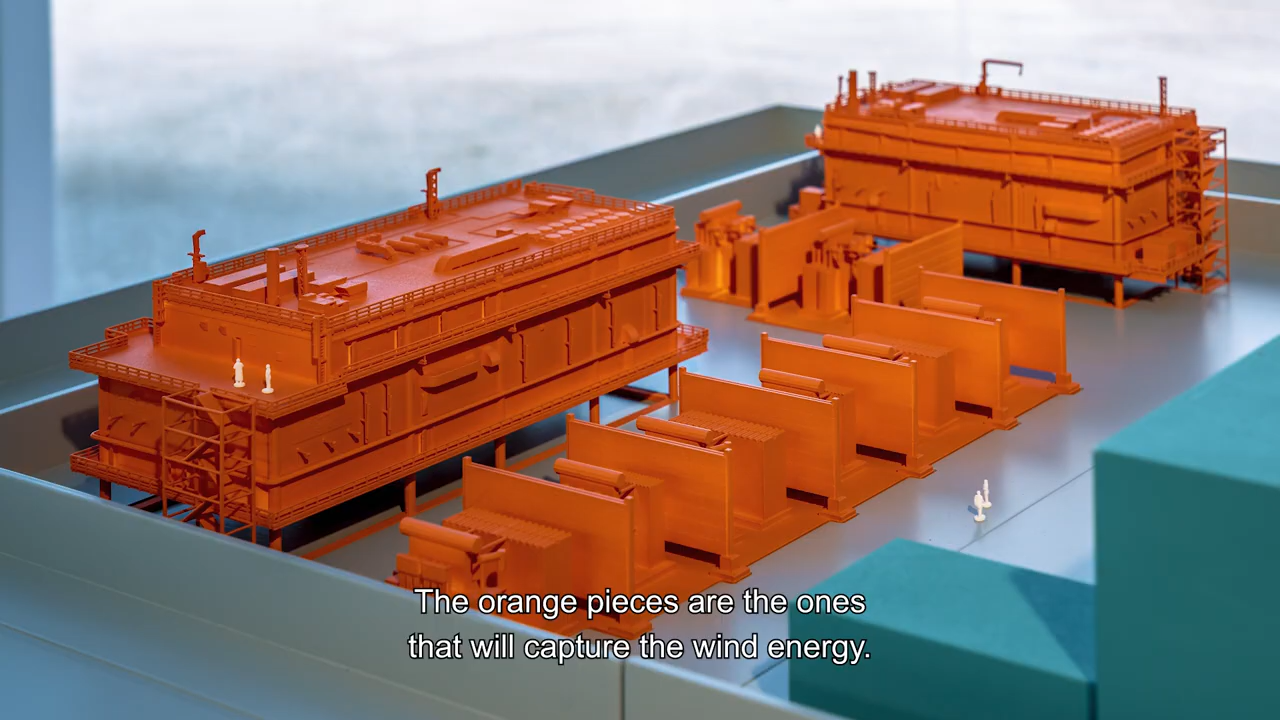 The orange pieces are the ones
that will capture the wind energy.